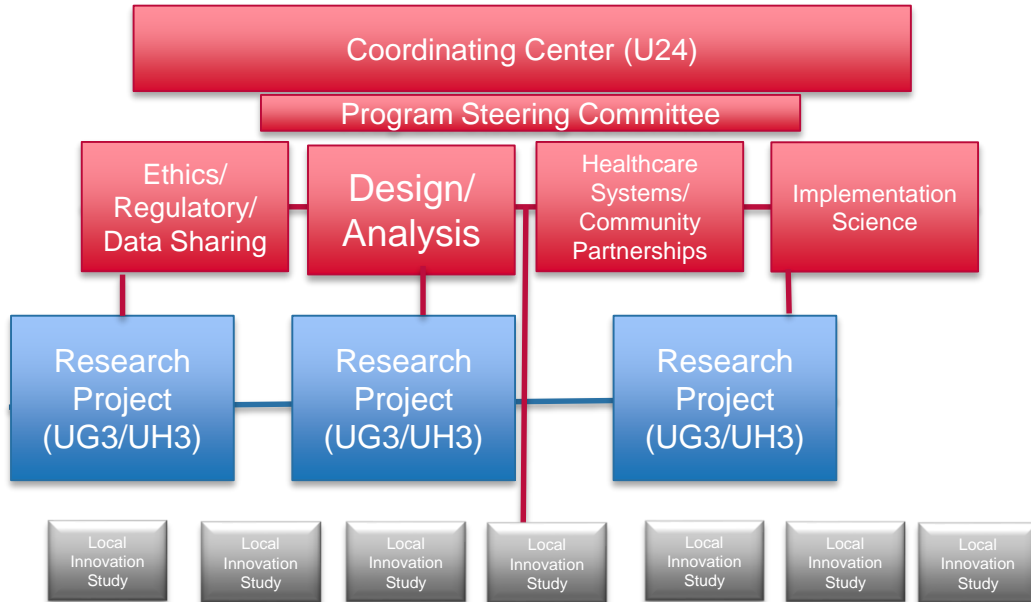 Coordinating Center (U24)
Program Steering Committee
Ethics/
Regulatory/
Data Sharing
Design/
Analysis
Healthcare
Systems/
Community
Partnerships
Implementation
Science
Research
Project
(UG3/UH3)
Research
Project
(UG3/UH3)
Research
Project
(UG3/UH3)
Local
Innovation
Study
Local
Innovation
Study
Local
Innovation
Study
Local
Innovation
Study
Local
Innovation
Study
Local
Innovation
Study
Local
Innovation
Study